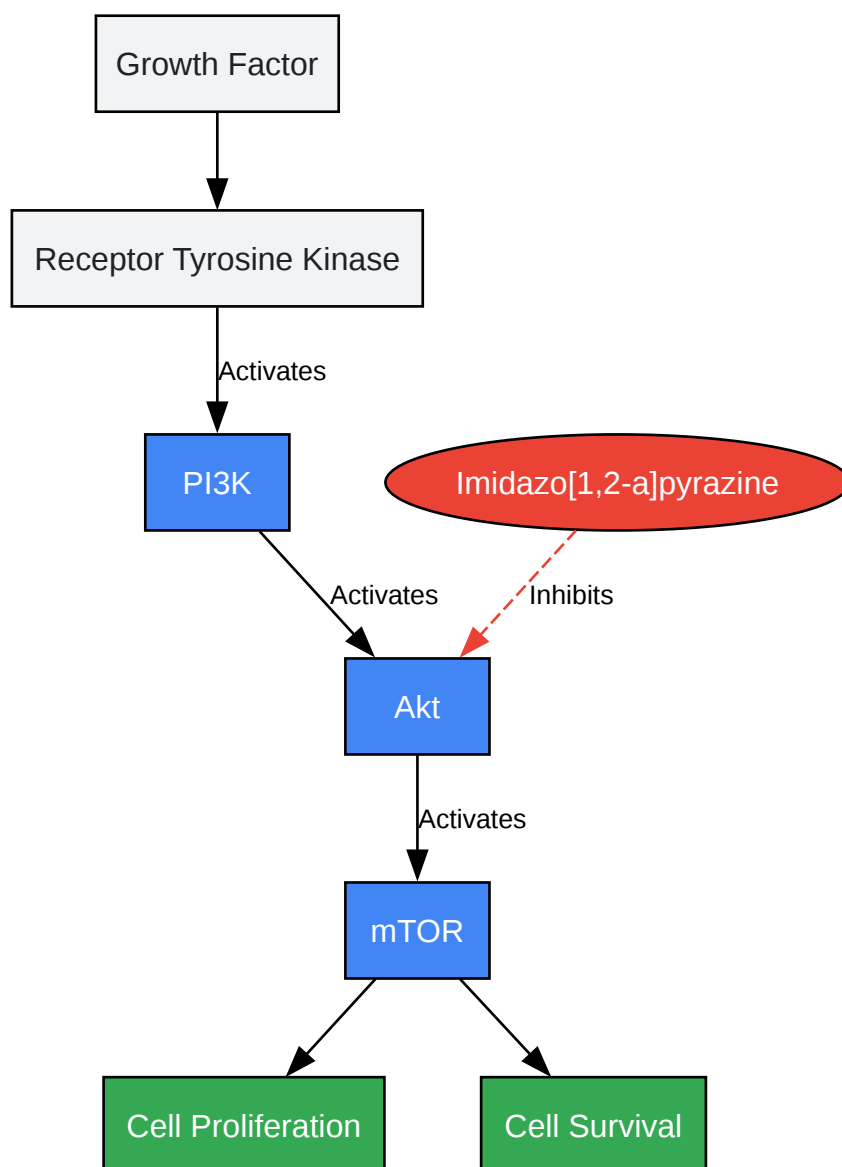 Growth Factor
Receptor Tyrosine Kinase
Activates
PI3K
Imidazo[1,2-a]pyrazine
Activates
Inhibits
Akt
Activates
mTOR
Cell Proliferation
Cell Survival